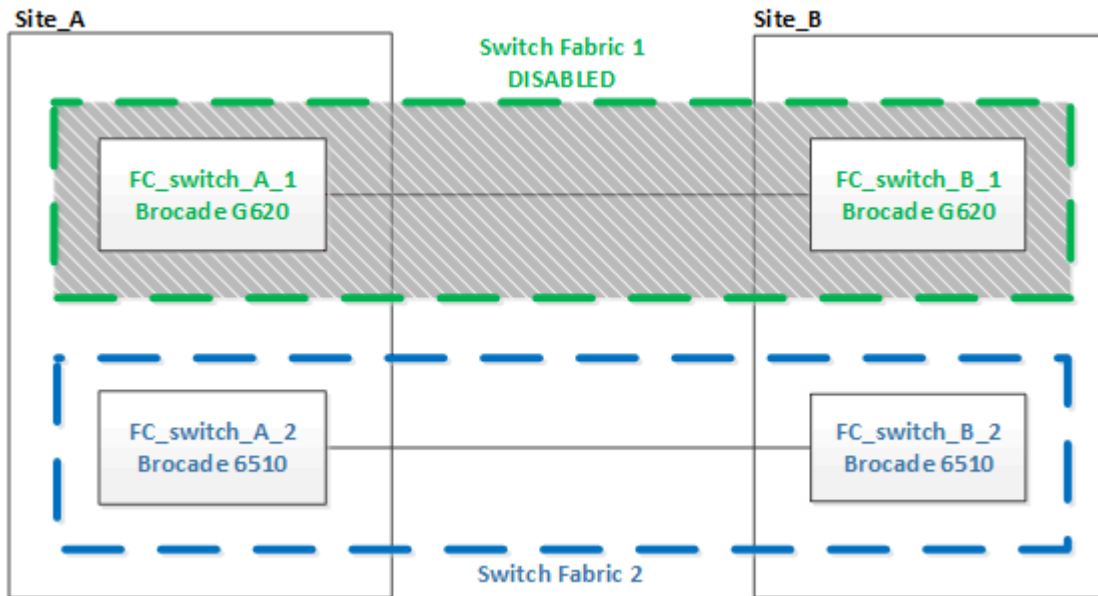 Site_A
Site_B
Switch Fabric 1
DISABLED
FC_switch_A_1
Brocade G620
FC_switch_B_1
Brocade G620
FC_switch_A_2
Brocade 6510
FC_switch_B_2
Brocade 6510
Switch Fabric 2